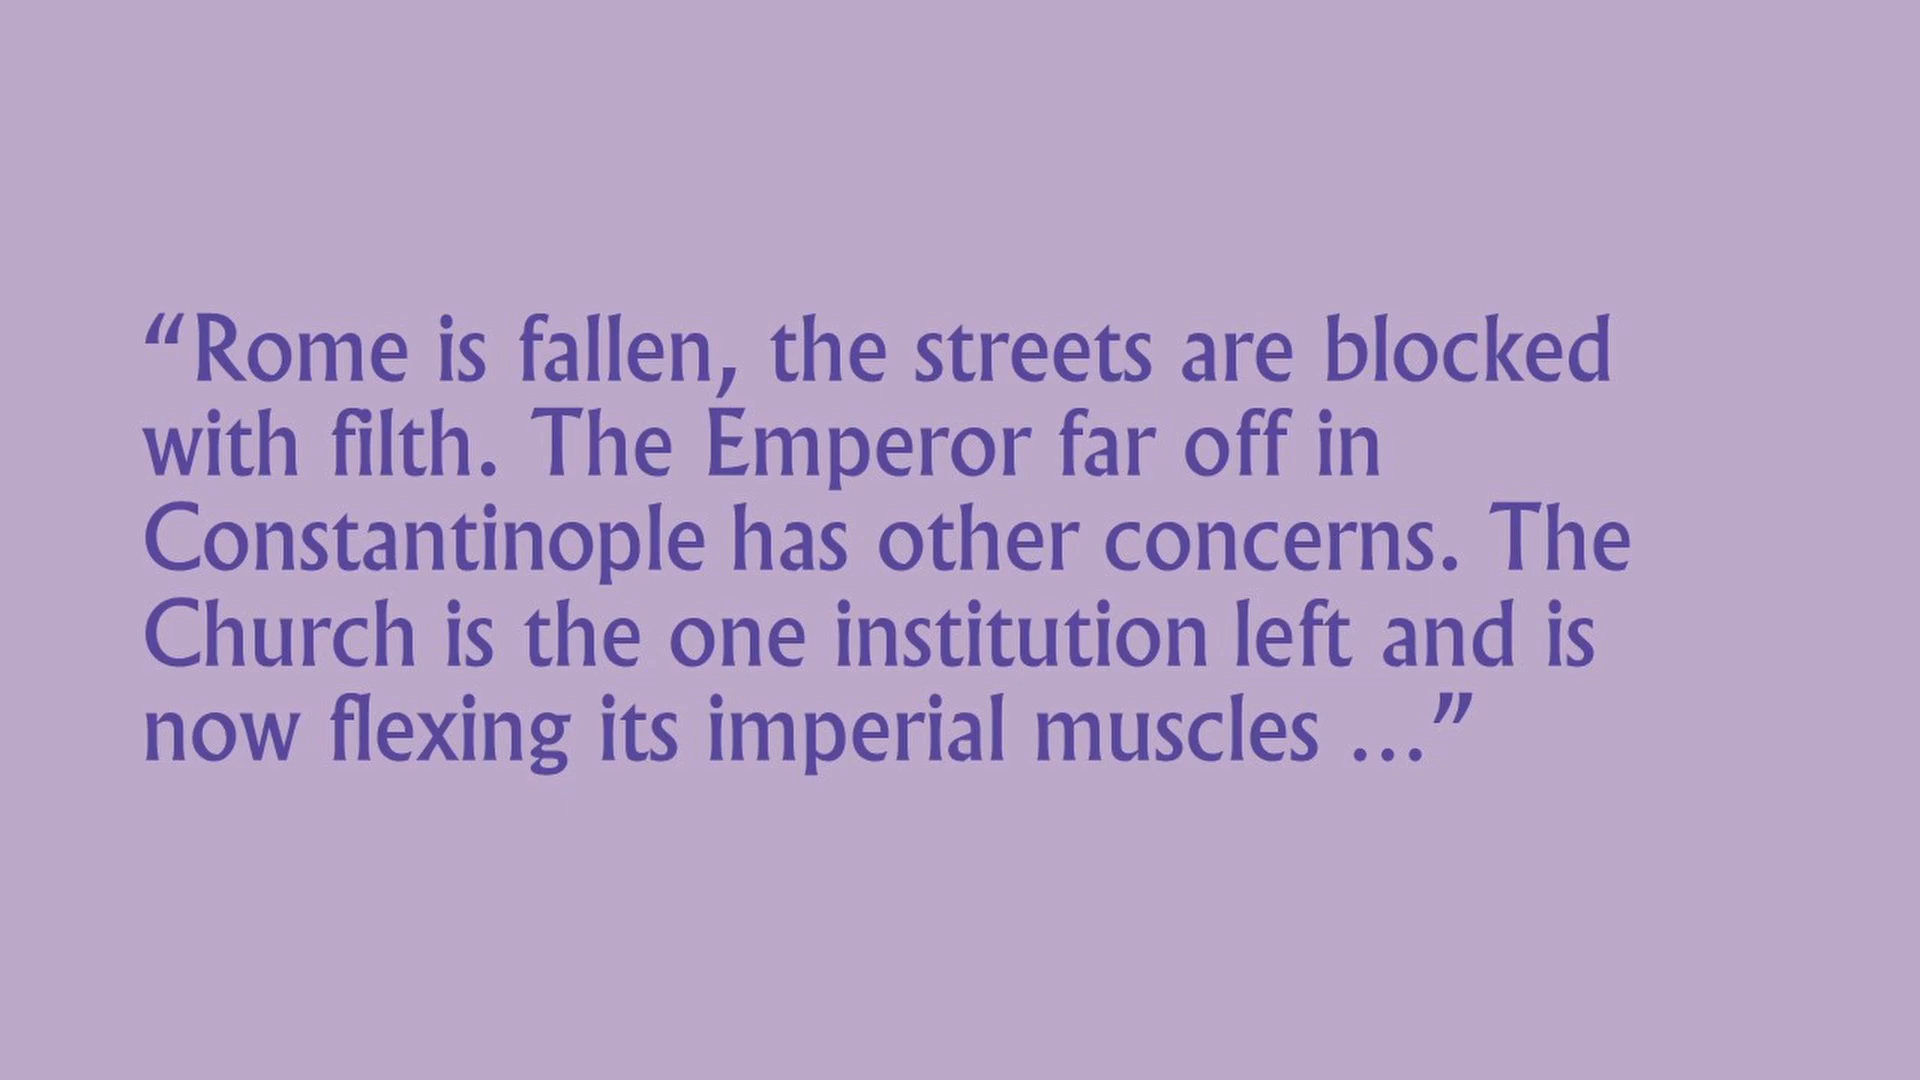 “Rome is fallen, the streets are blocked
with filth. The Emperor far off in
Constantinople has other concerns. The
Church is the one institution left and is
now flexing its imperial muscles ...”